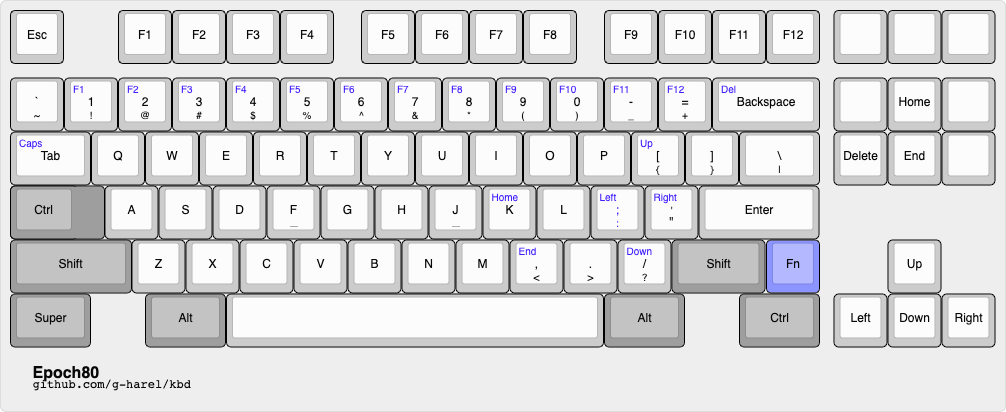 Esc F1 F2 F3 F4 F5 F6 F7 F8 F9 F10 F11 F12
F1 F2 F3 F4 F5 F6 F7 F8 F9 F10 F11 F12 Del
` 1 2 3 4 5 6 7 8 9 0 - = Backspace Home
~ ! @ # $ % ^ & * ( ) _ +
Caps Up
Tab Q W E R T Y U I O P [ ] \ Delete End
{ } |
Home Left Right
Ctrl A S D F G H J K L ; ' Enter
_ _ : "
End Down
Shift Z X C V B N M , . / Shift Fn Up
< > ?
Super Alt Alt Ctrl Left Down Right
Epoch80
github.com/g-harel/kbd